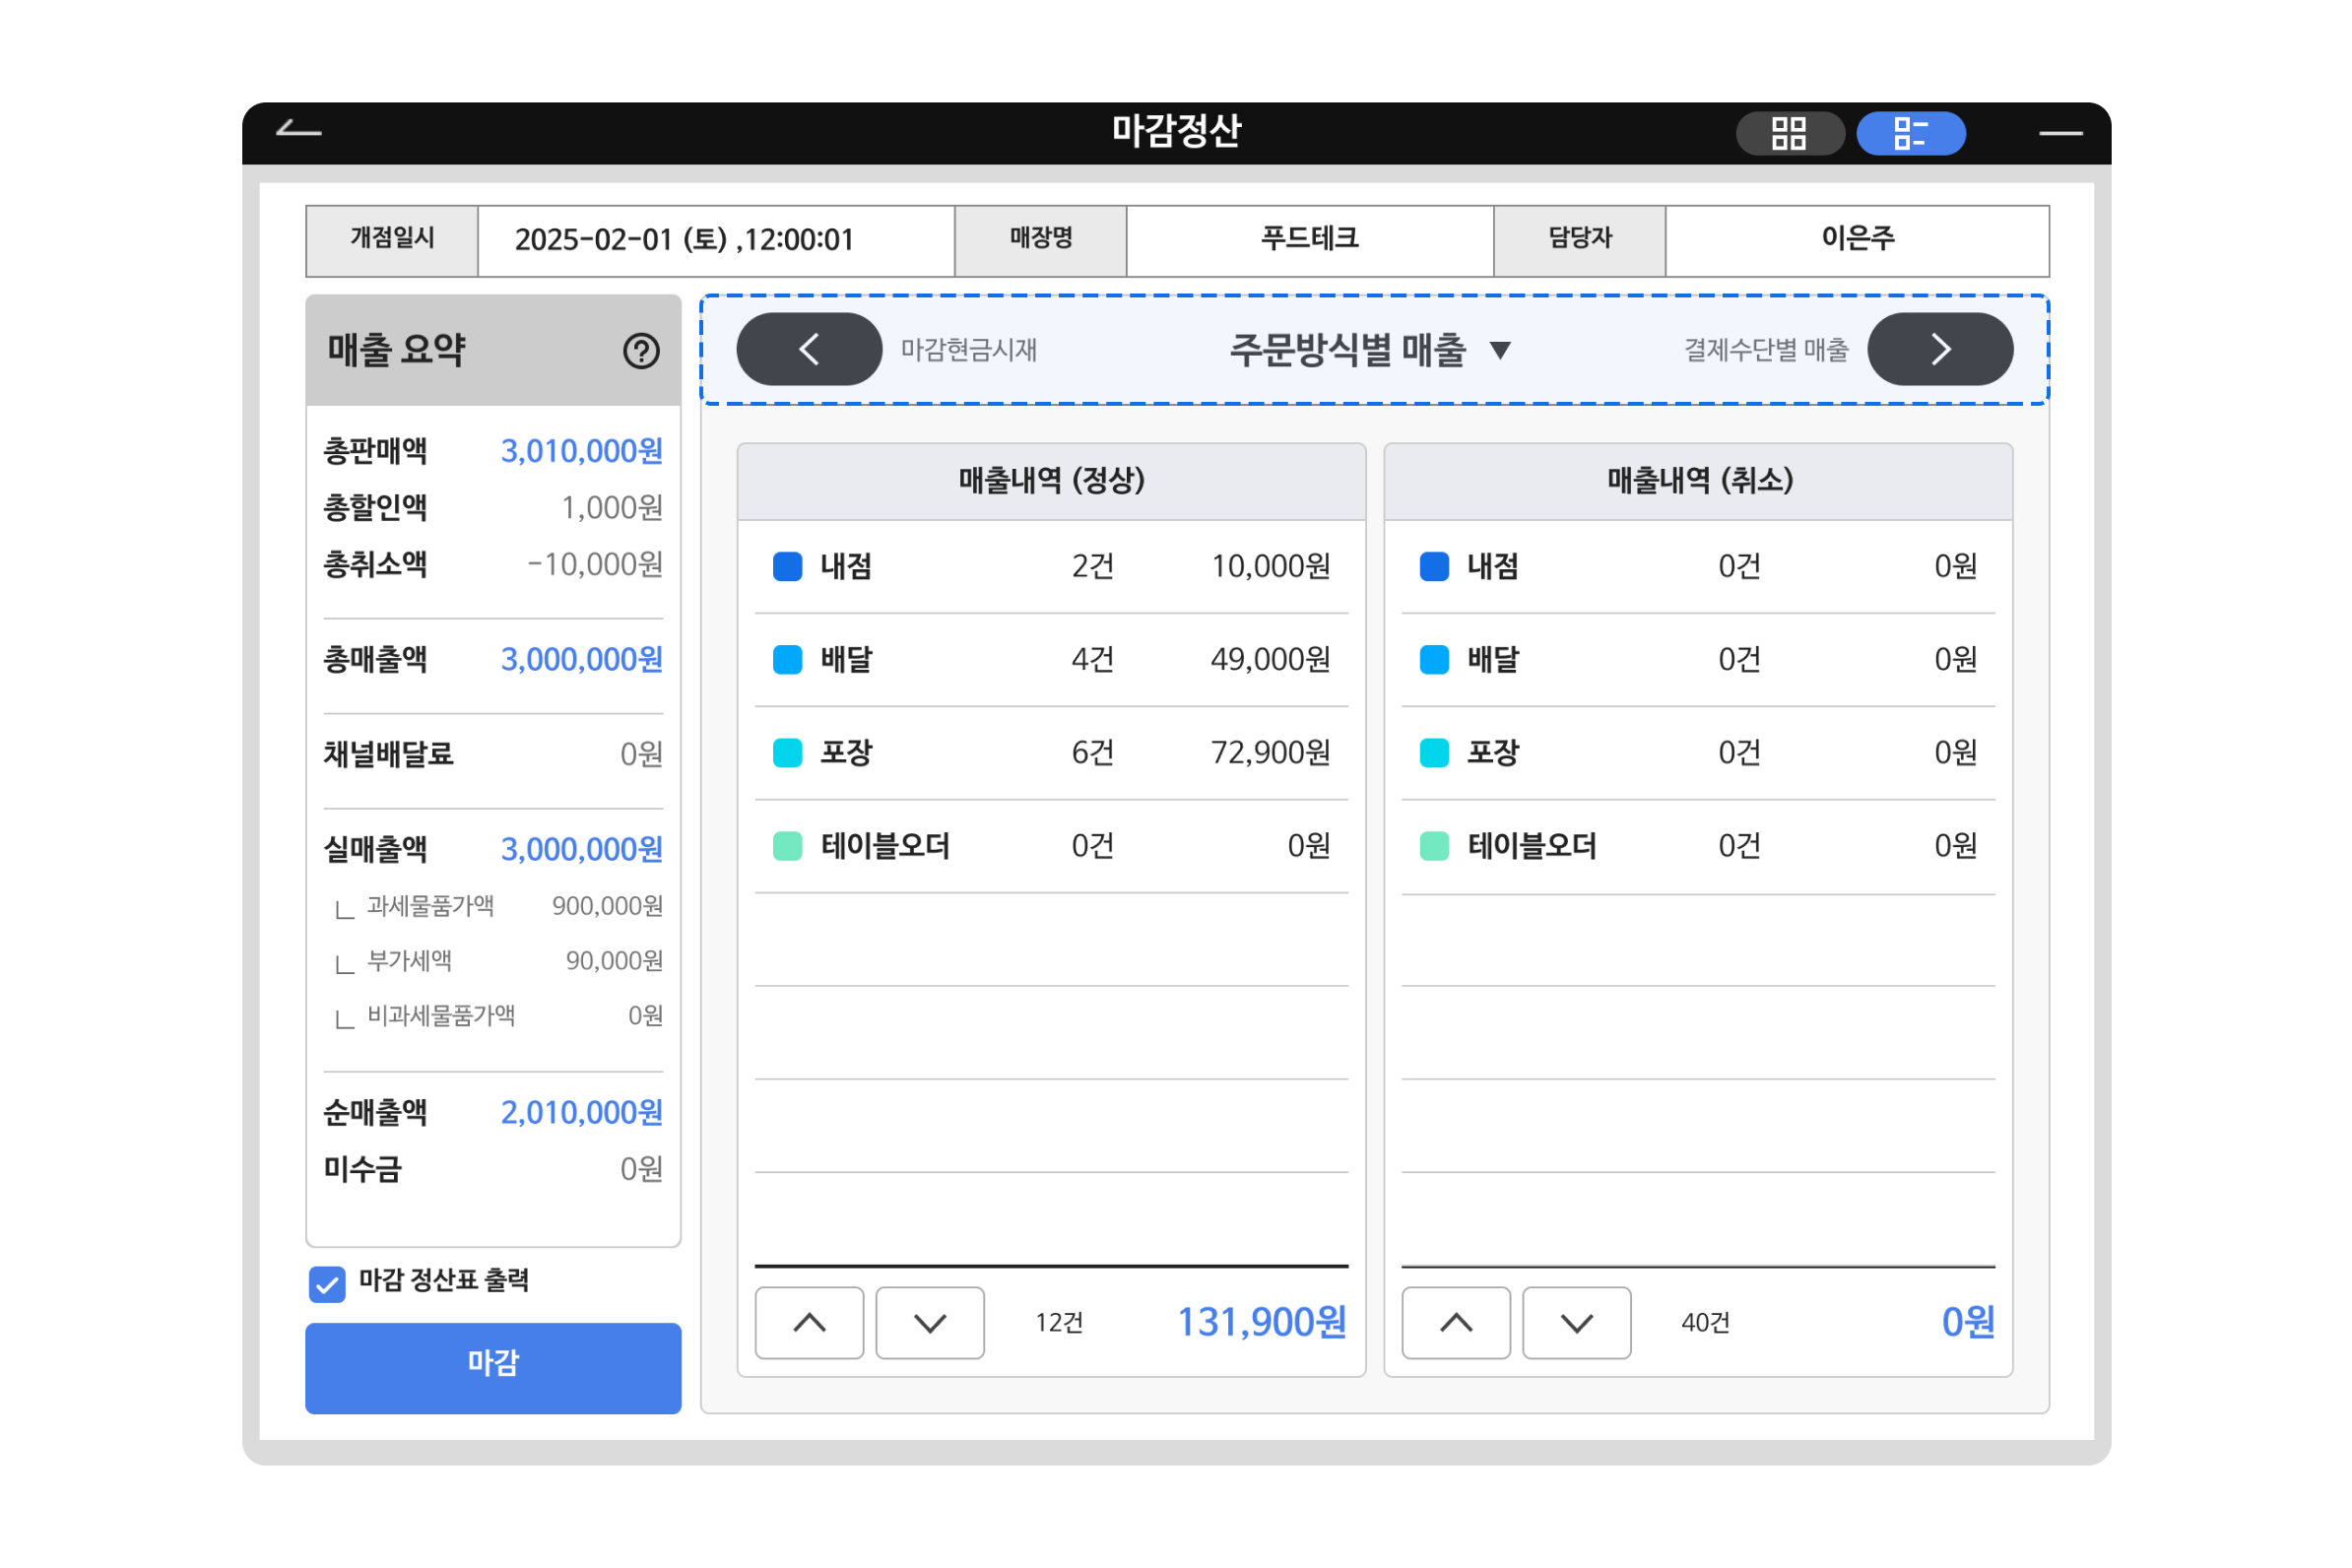 마감정산
개점일시 2025-02-01 (토) ,12:00:01 매장명 푸드테크 담당자 이은주
매출 요약 ?
총판매액 3,010,000원
총할인액 1,000원
총취소액 -10,000원
총매출액 3,000,000원
채널배달료 0원
실매출액 3,000,000원
과세물품가액 900,000원
부가세액 90,000원
비과세물품가액 0원
순매출액 2,010,000원
미수금 0원
마감 정산표 출력
마감
마감현금시재 주문방식별 매출 ▼ 결제수단별 매출
매출내역 (정상)
내점 2건 10,000원
배달 4건 49,000원
포장 6건 72,900원
테이블오더 0건 0원
12건 131,900원
매출내역 (취소)
내점 0건 0원
배달 0건 0원
포장 0건 0원
테이블오더 0건 0원
40건 0원